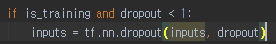 if is_training and dropout < 1:
    inputs = tf.nn.dropout(inputs, dropout)